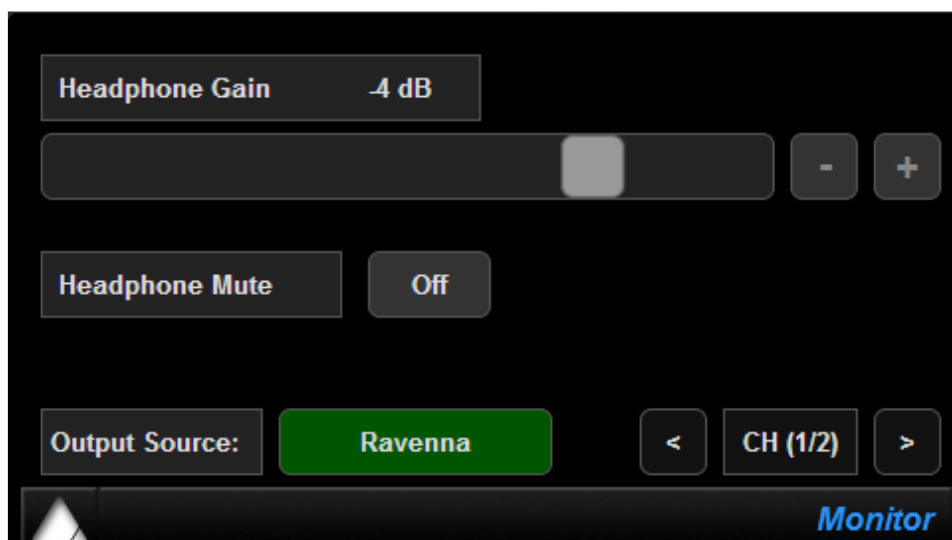 Headphone Gain -4 dB
- +
Headphone Mute Off
Output Source: Ravenna < CH (1/2) >
Monitor